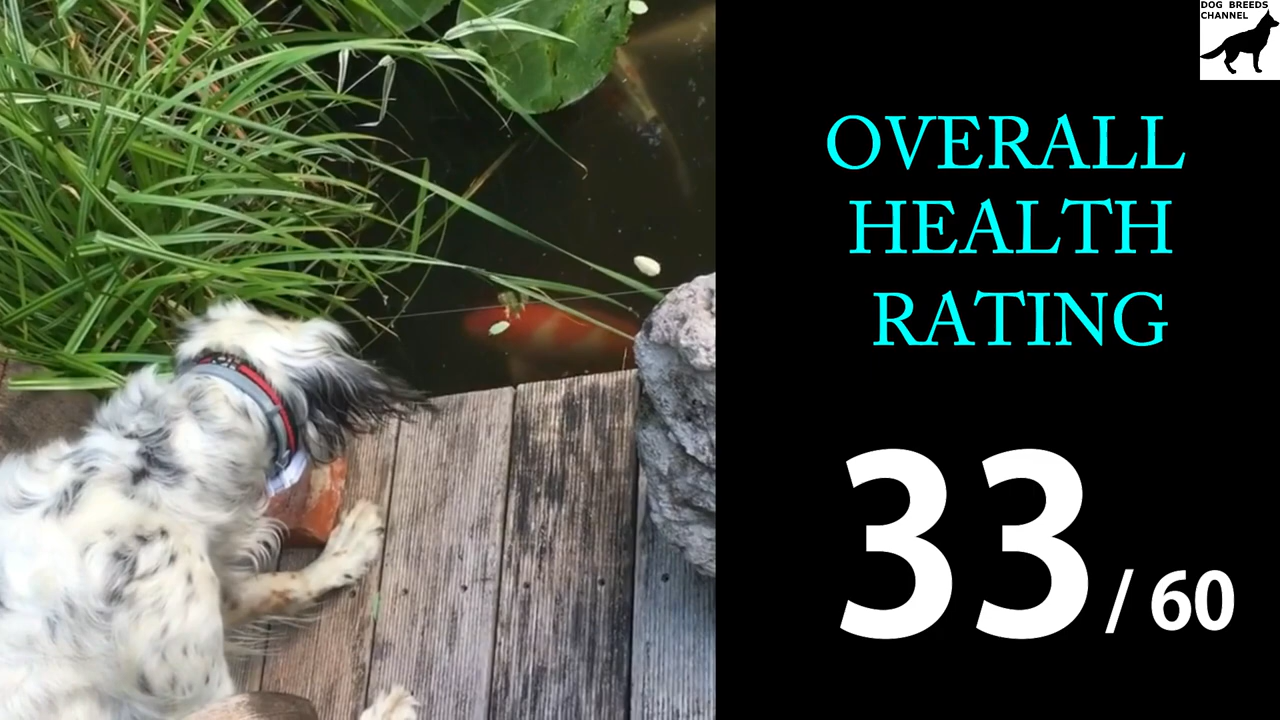 DOG BREEDS
CHANNEL
OVERALL
HEALTH
RATING
33 / 60